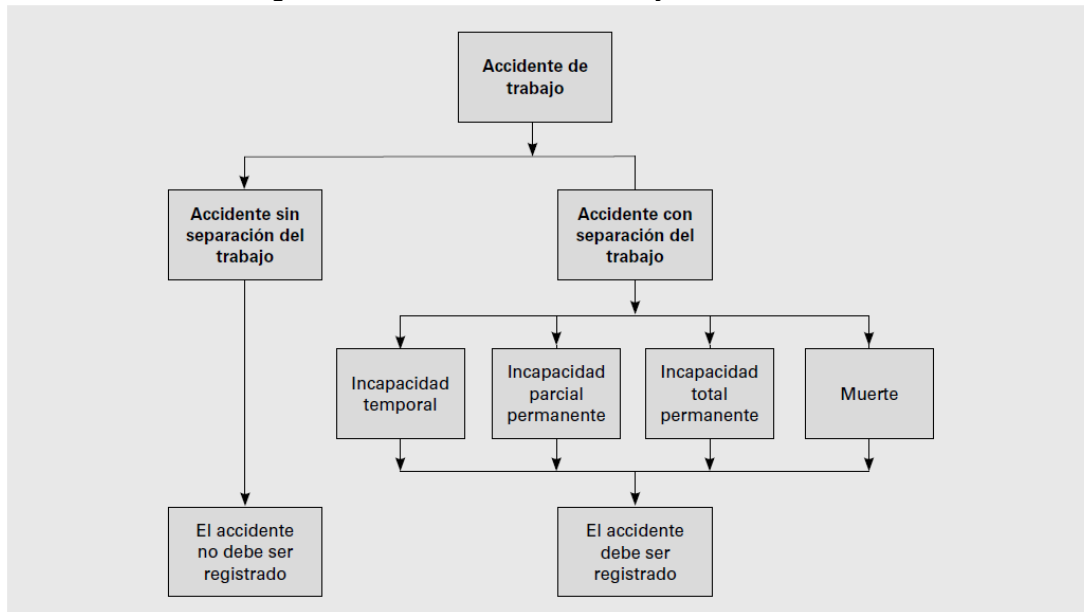 Accidente de
trabajo
Accidente sin
separación del
trabajo
Accidente con
separación del
trabajo
Incapacidad
temporal
Incapacidad
parcial
permanente
Incapacidad
total
permanente
Muerte
El accidente
no debe ser
registrado
El accidente
debe ser
registrado